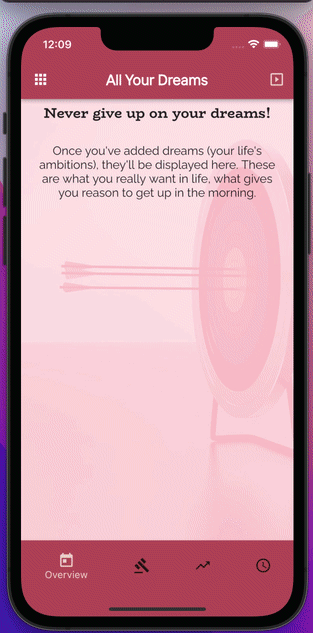 12:09
All Your Dreams
Never give up on your dreams!
Once you've added dreams (your life's
ambitions), they'll be displayed here. These
are what you really want in life, what gives
you reason to get up in the morning.
Overview